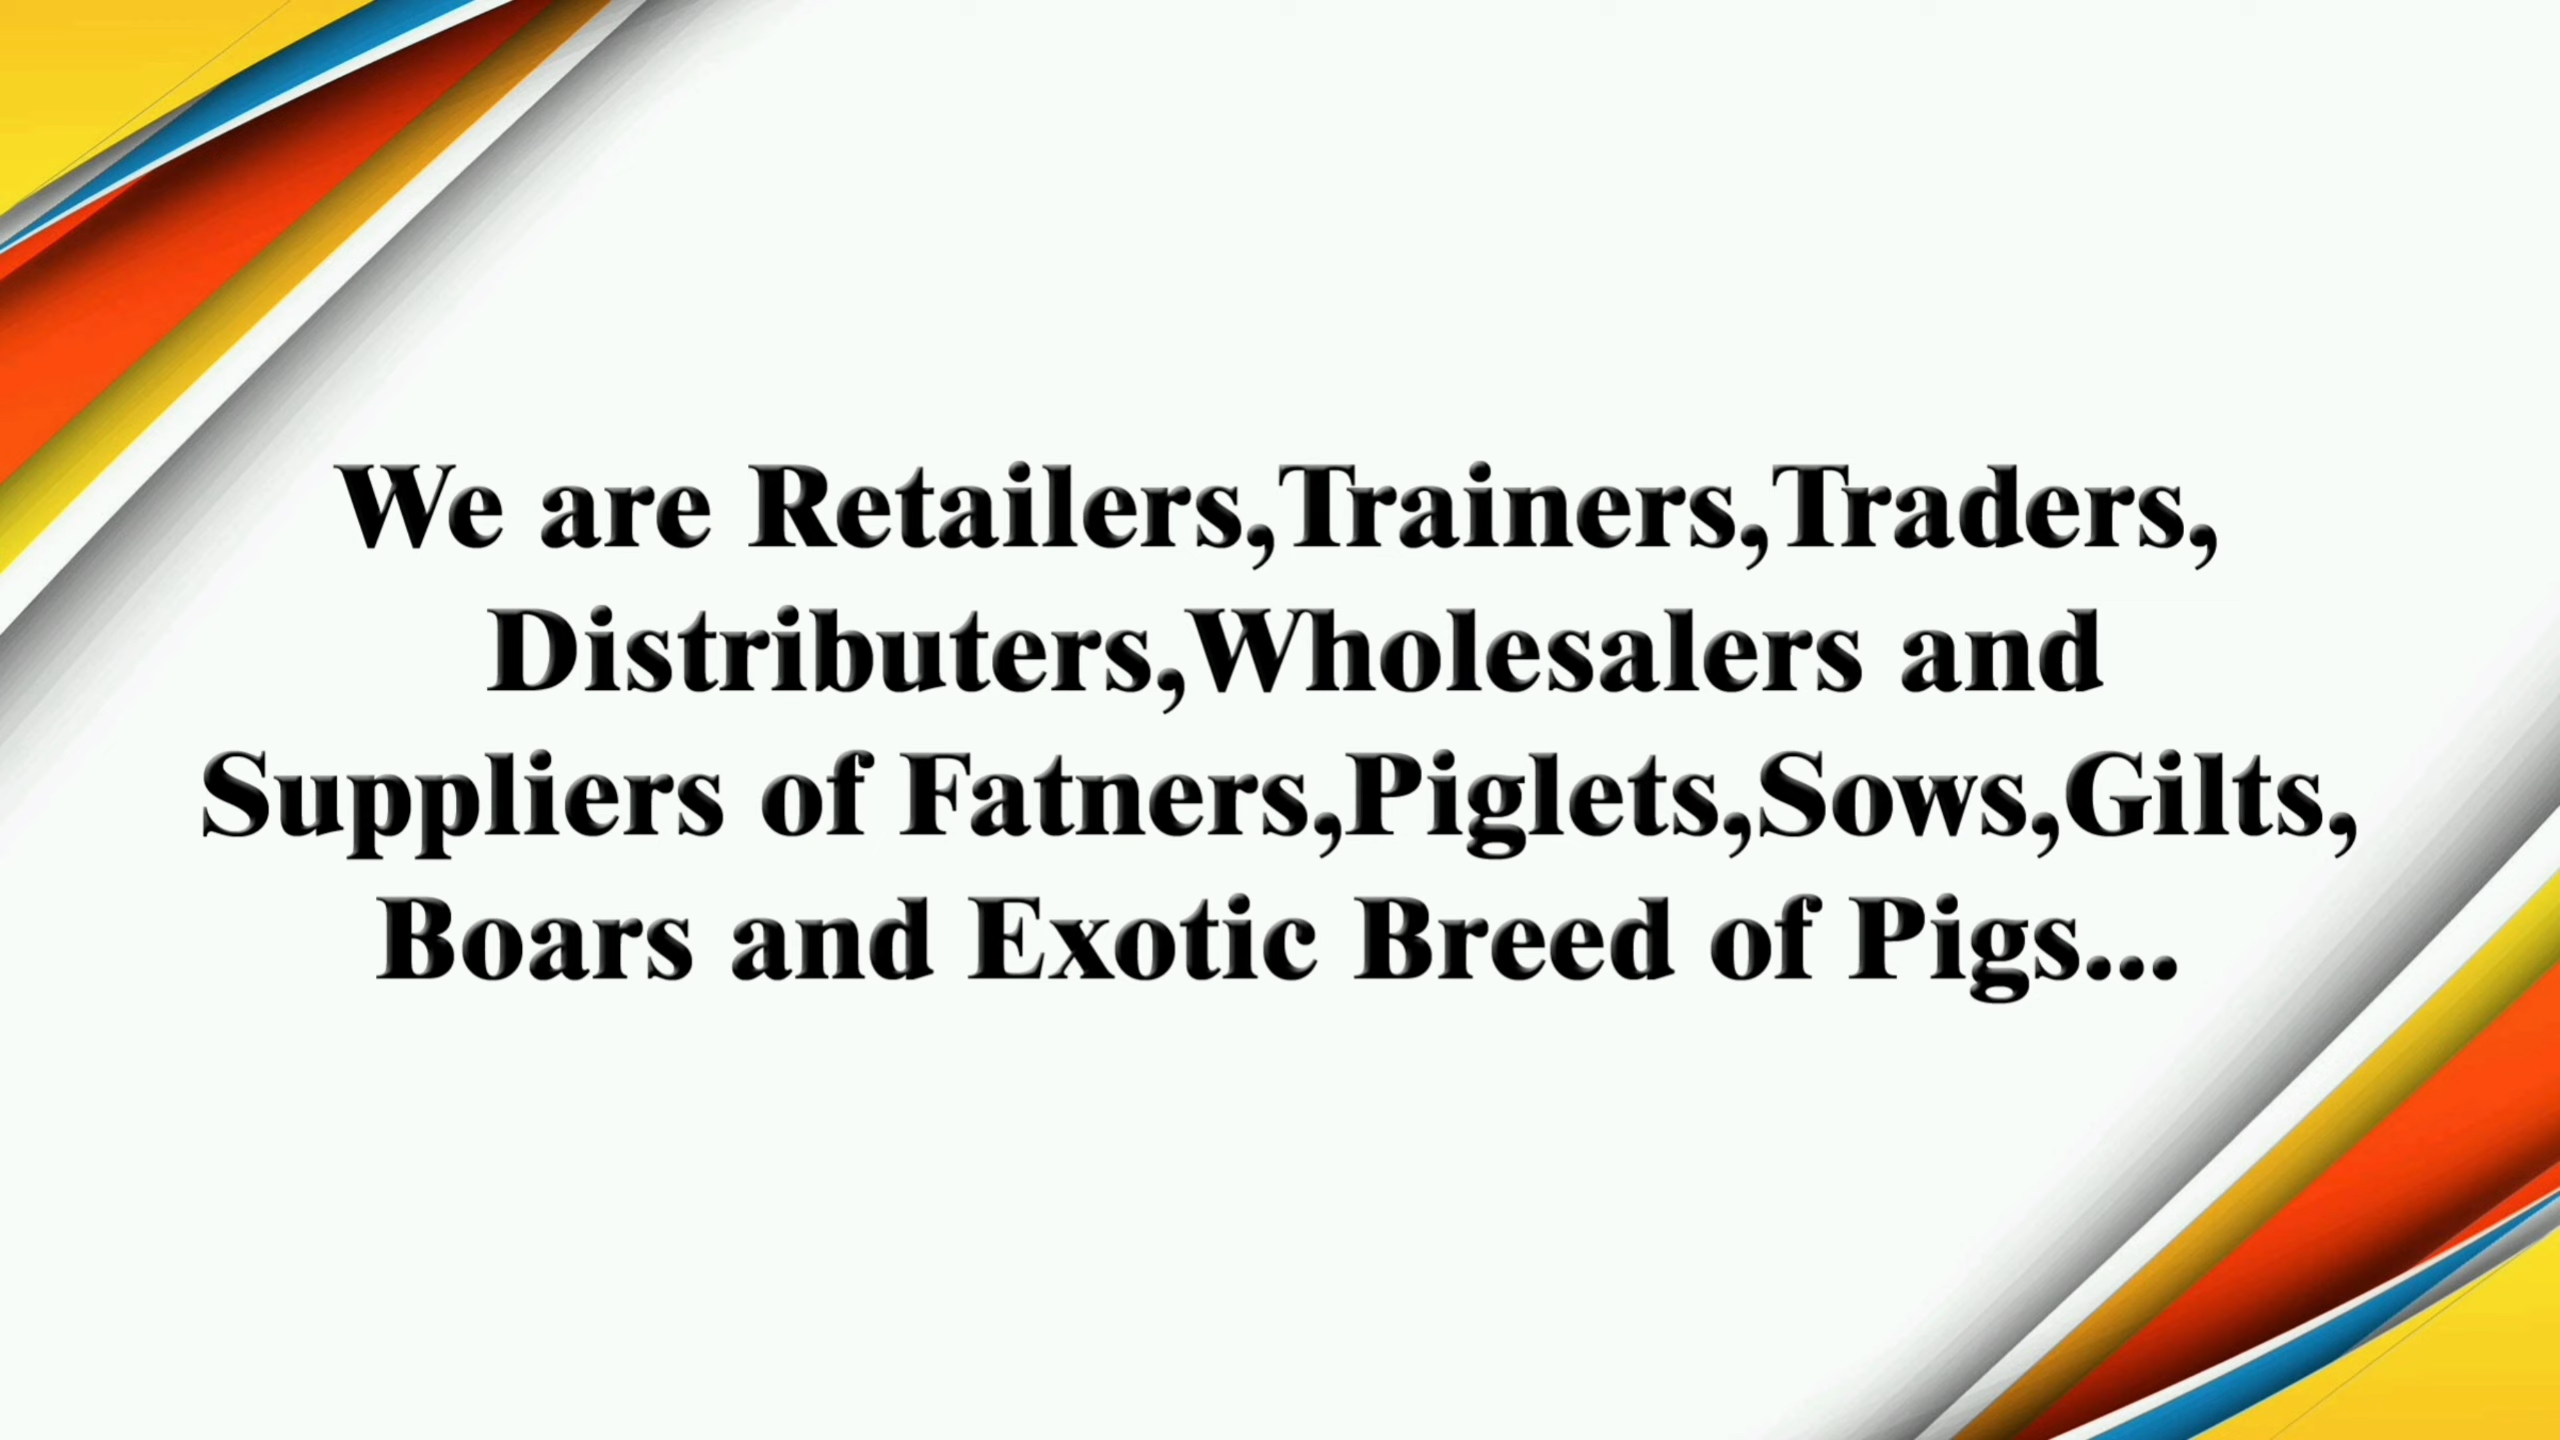 We are Retailers,Trainers,Traders,
Distributers,Wholesalers and
Suppliers of Fatners,Piglets,Sows,Gilts,
Boars and Exotic Breed of Pigs...